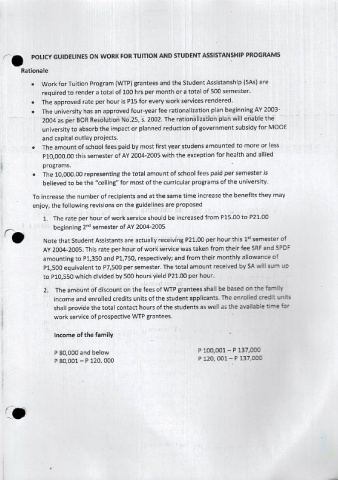 POLICY GUIDELINES ON WORK FOR TUITION AND STUDENT ASSISTANSHIP PROGRAMS
Rationale
• Work for Tuition Program (WTP) grantees and the Student Assistanship (SAs) are
required to render a total of 100 hrs per month or a total of 500 semester.
• The approved rate per hour is P15 for every work services rendered.
• The university has an approved four-year fee rationalization plan beginning AY 2003-
2004 as per BOR Resolution No.25, s. 2002. The rationalization plan will enable the
university to absorb the impact or planned reduction of government subsidy for MOOE
and capital outlay projects.
• The amount of school fees paid by most first year students amounted to more or less
P10,000.00 this semester of AY 2004-2005 with the exception for health and allied
programs.
• The 10,000.00 representing the total amount of school fees paid per semester is
believed to be the "ceiling" for most of the curricular programs of the university.
To increase the number of recipients and at the same time increase the benefits they may
enjoy, the following revisions on the guidelines are proposed
1. The rate per hour of work service should be increased from P15.00 to P21.00
beginning 2nd semester of AY 2004-2005
Note that Student Assistants are actually receiving P21.00 per hour this 1st semester of
AY 2004-2005. This rate per hour of work service was taken from their fee SRF and SPDF
amounting to P1,350 and P1,750, respectively; and from their monthly allowance of
P1,500 equivalent to P7,500 per semester. The total amount received by SA will sum up
to P10,550 which divided by 500 hours yield P21.00 per hour.
2. The amount of discount on the fees of WTP grantees shall be based on the family
income and enrolled credits units of the student applicants. The enrolled credit units
shall provide the total contact hours of the students as well as the available time for
work service of prospective WTP grantees.
Income of the family
P 80,000 and below P 100,001 – P 137,000
P 80,001 – P 120, 000 P 120, 001 – P 137,000